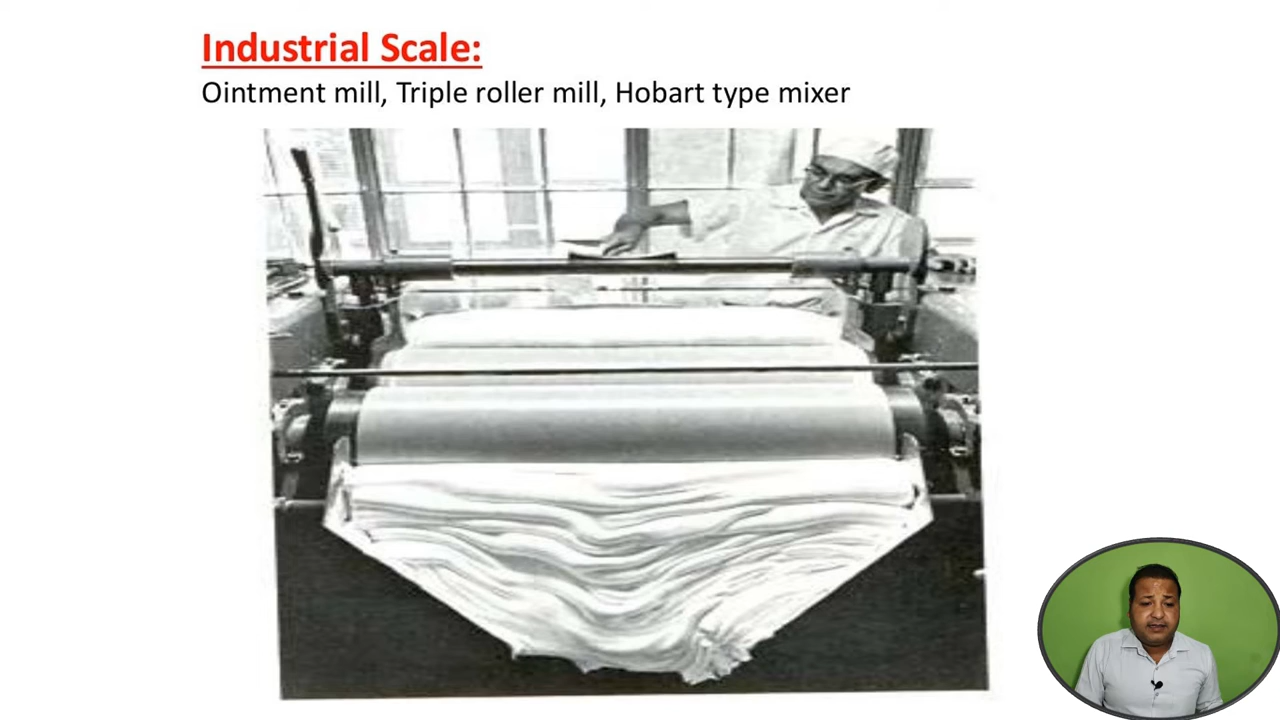 Industrial Scale:
Ointment mill, Triple roller mill, Hobart type mixer